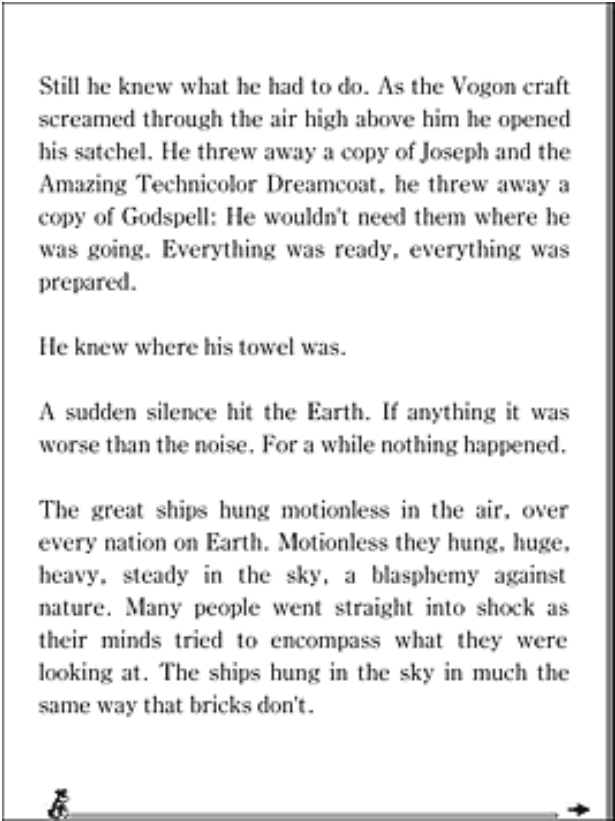 Still he knew what he had to do. As the Vogon craft
screamed through the air high above him he opened
his satchel. He threw away a copy of Joseph and the
Amazing Technicolor Dreamcoat, he threw away a
copy of Godspell: He wouldn't need them where he
was going. Everything was ready, everything was
prepared.
He knew where his towel was.
A sudden silence hit the Earth. If anything it was
worse than the noise. For a while nothing happened.
The great ships hung motionless in the air, over
every nation on Earth. Motionless they hung, huge,
heavy, steady in the sky, a blasphemy against
nature. Many people went straight into shock as
their minds tried to encompass what they were
looking at. The ships hung in the sky in much the
same way that bricks don't.